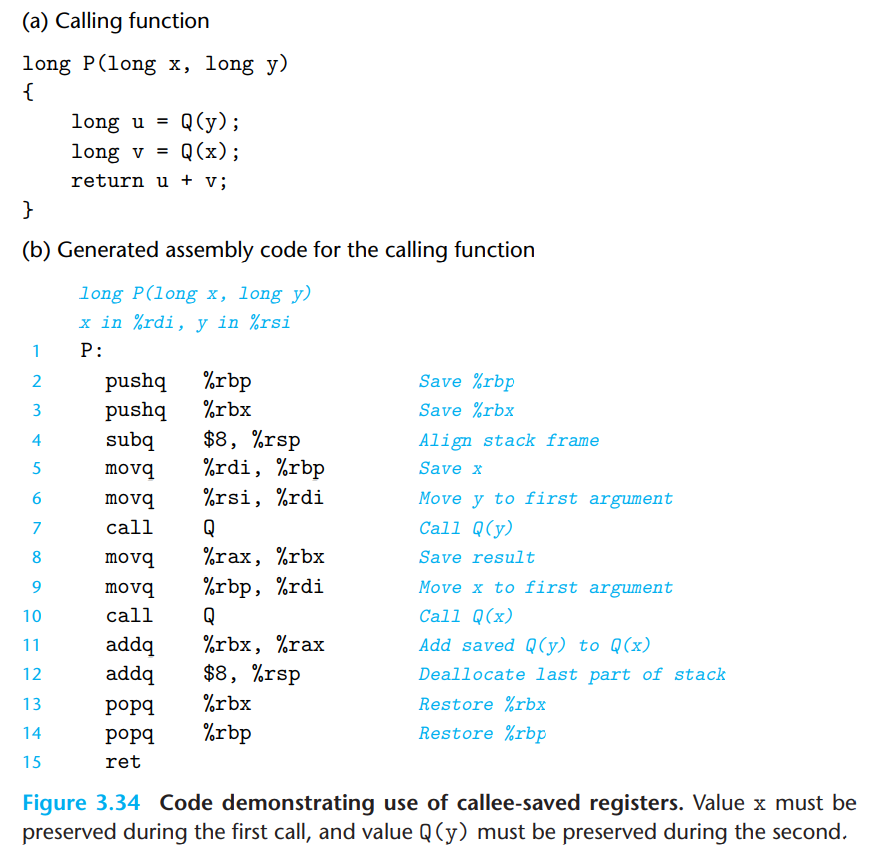 (a) Calling function
long P(long x, long y)
{
    long u = Q(y);
    long v = Q(x);
    return u + v;
}
(b) Generated assembly code for the calling function
long P(long x, long y)
x in %rdi, y in %rsi
1 P:
2 pushq %rbp Save %rbp
3 pushq %rbx Save %rbx
4 subq $8, %rsp Align stack frame
5 movq %rdi, %rbp Save x
6 movq %rsi, %rdi Move y to first argument
7 call Q Call Q(y)
8 movq %rax, %rbx Save result
9 movq %rbp, %rdi Move x to first argument
10 call Q Call Q(x)
11 addq %rbx, %rax Add saved Q(y) to Q(x)
12 addq $8, %rsp Deallocate last part of stack
13 popq %rbx Restore %rbx
14 popq %rbp Restore %rbp
15 ret
Figure 3.34 Code demonstrating use of callee-saved registers. Value x must be
preserved during the first call, and value Q(y) must be preserved during the second.